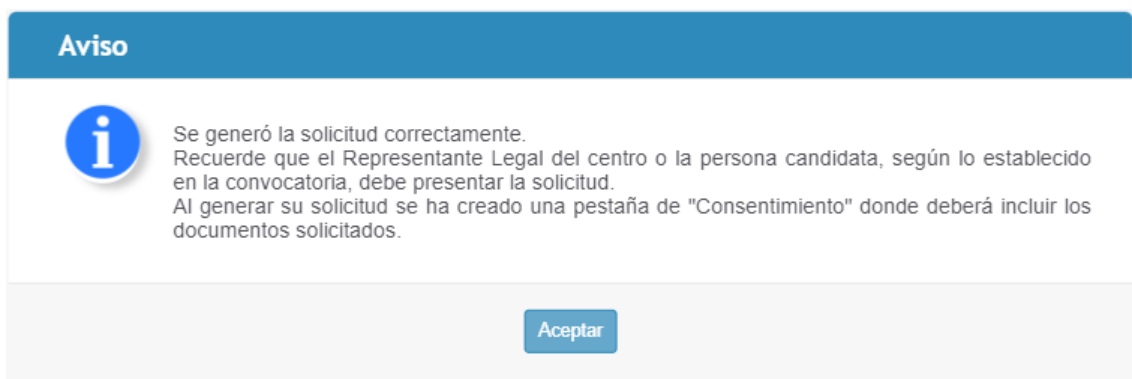 Aviso
Se generó la solicitud correctamente.
Recuerde que el Representante Legal del centro o la persona candidata, según lo establecido
en la convocatoria, debe presentar la solicitud.
Al generar su solicitud se ha creado una pestaña de "Consentimiento" donde deberá incluir los
documentos solicitados.
Aceptar